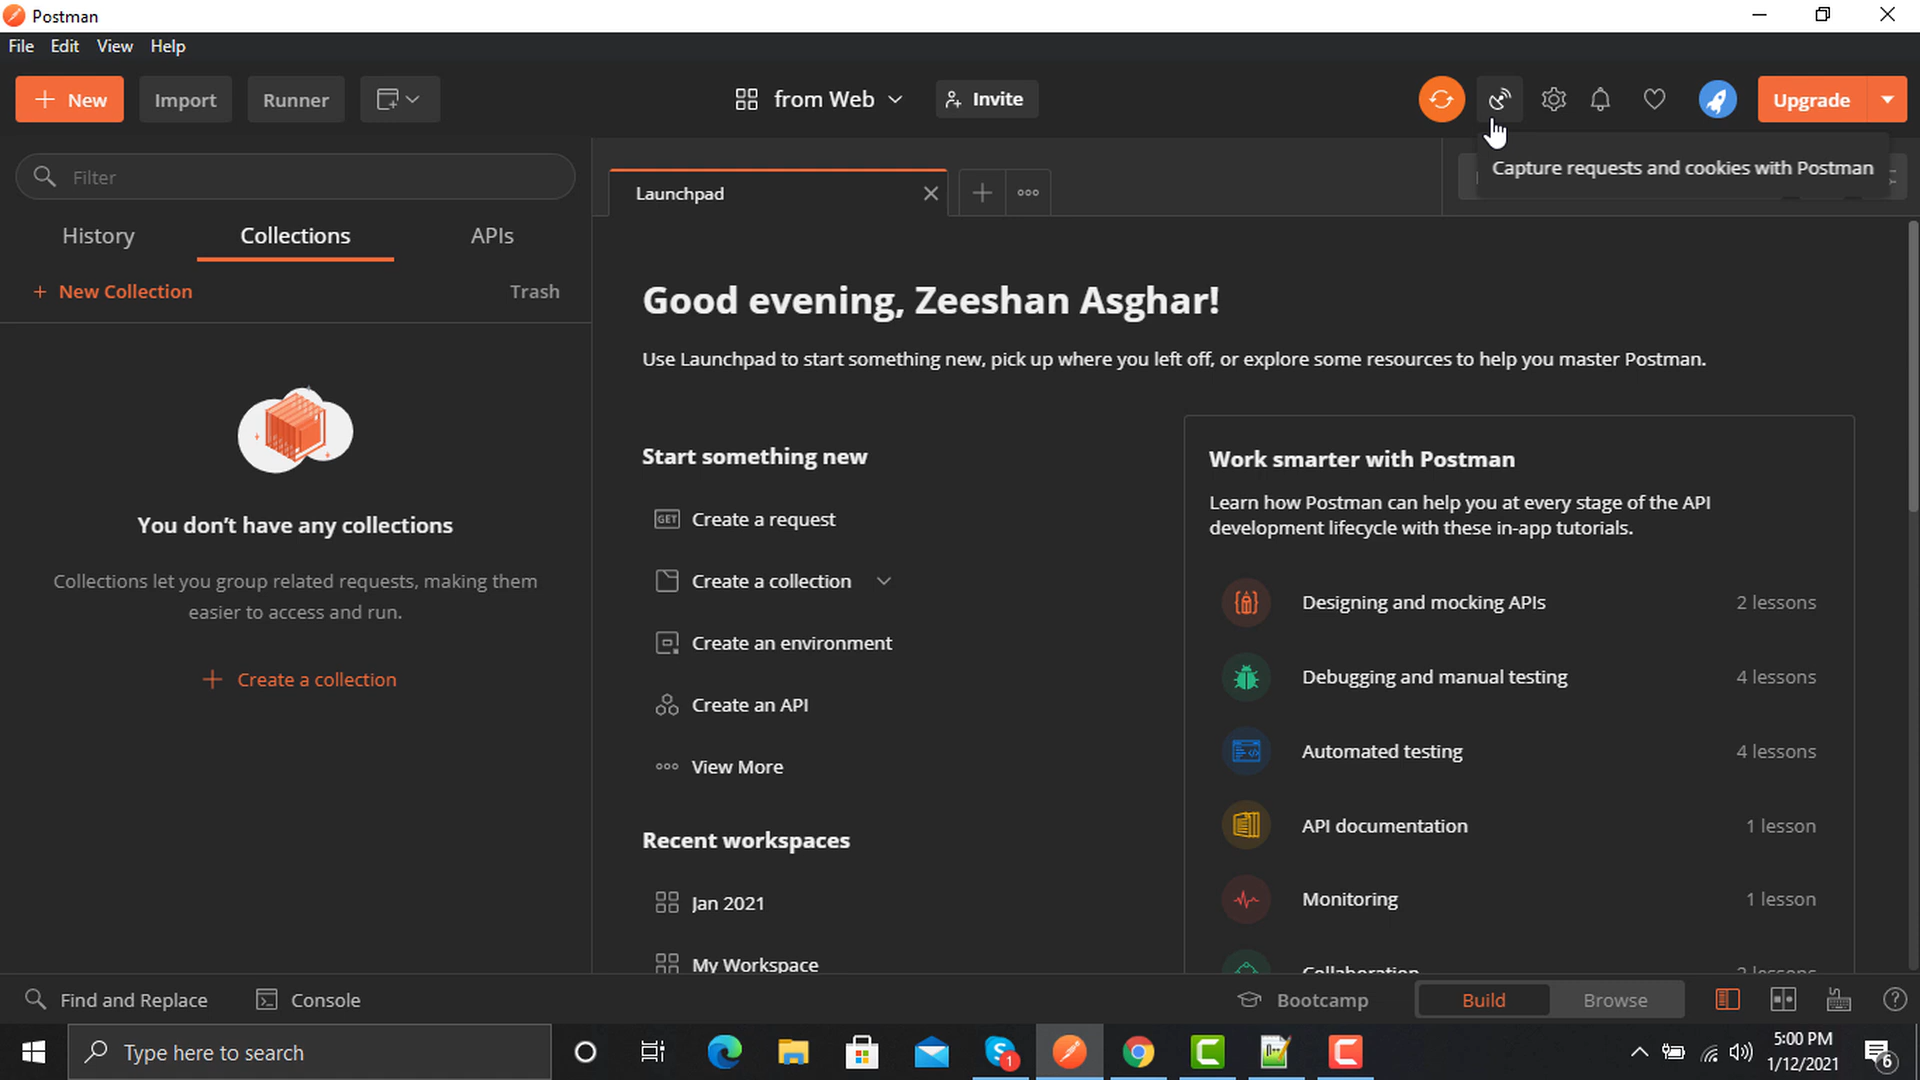 Postman
File Edit View Help
New Import Runner from Web Invite Upgrade
Capture requests and cookies with Postman
Filter
Launchpad
History Collections APIs
+ New Collection Trash
Good evening, Zeeshan Asghar!
Use Launchpad to start something new, pick up where you left off, or explore some resources to help you master Postman.
You don't have any collections
Collections let you group related requests, making them
easier to access and run.
+ Create a collection
Start something new
GET Create a request
Create a collection
Create an environment
Create an API
View More
Recent workspaces
Jan 2021
My Workspace
Work smarter with Postman
Learn how Postman can help you at every stage of the API
development lifecycle with these in-app tutorials.
Designing and mocking APIs 2 lessons
Debugging and manual testing 4 lessons
Automated testing 4 lessons
API documentation 1 lesson
Monitoring 1 lesson
Collaboration 2 lessons
Find and Replace Console Bootcamp Build Browse
Type here to search 1 5:00 PM
1/12/2021 6